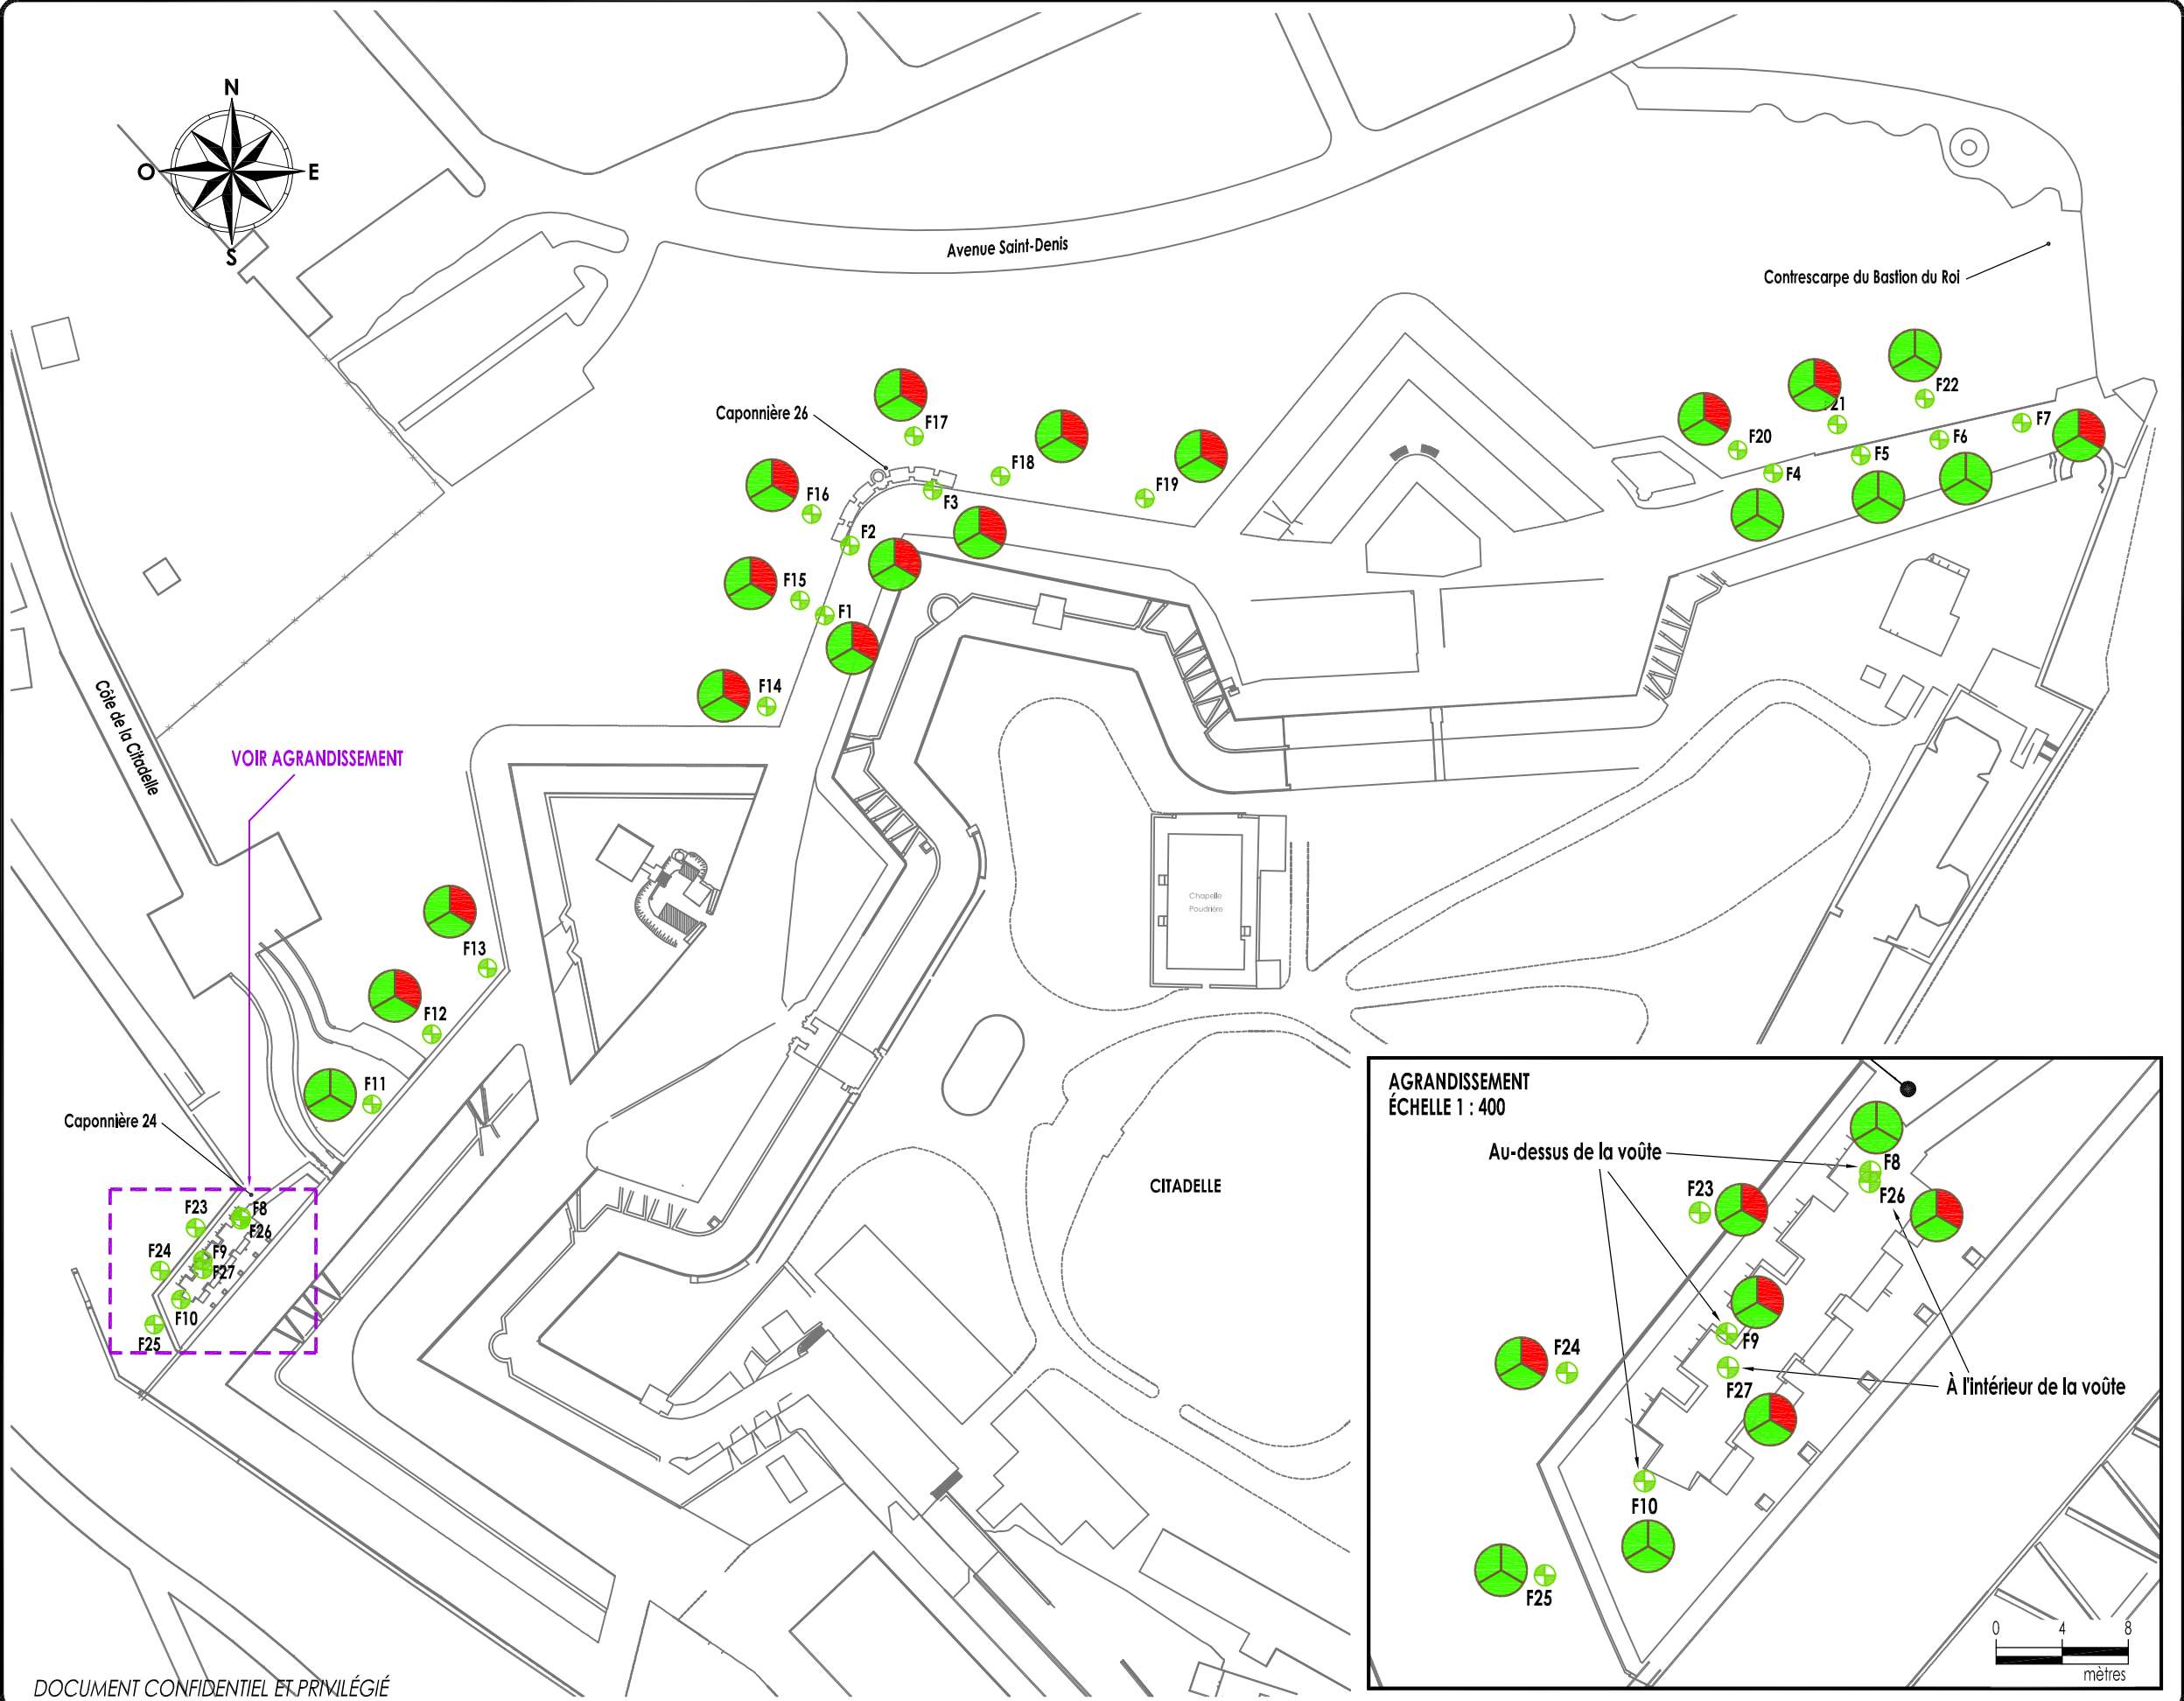 N
O
E
S
Avenue Saint-Denis
Contrescarpe du Bastion du Roi
Caponnière 26
F22
F21
F7
F17
F20
F6
F5
F18
F4
F19
F16
F3
F2
F15
F1
F14
Côte de la Citadelle
VOIR AGRANDISSEMENT
Chapelle
Poudrière
F13
F12
F11
Caponnière 24
F23
F8
F26
F24
F9
F27
F10
F25
CITADELLE
AGRANDISSEMENT
ÉCHELLE 1 : 400
Au-dessus de la voûte
F8
F23
F26
F9
F24
F27
À l'intérieur de la voûte
F10
F25
0 4 8
mètres
DOCUMENT CONFIDENTIEL ET PRIVILÉGIÉ